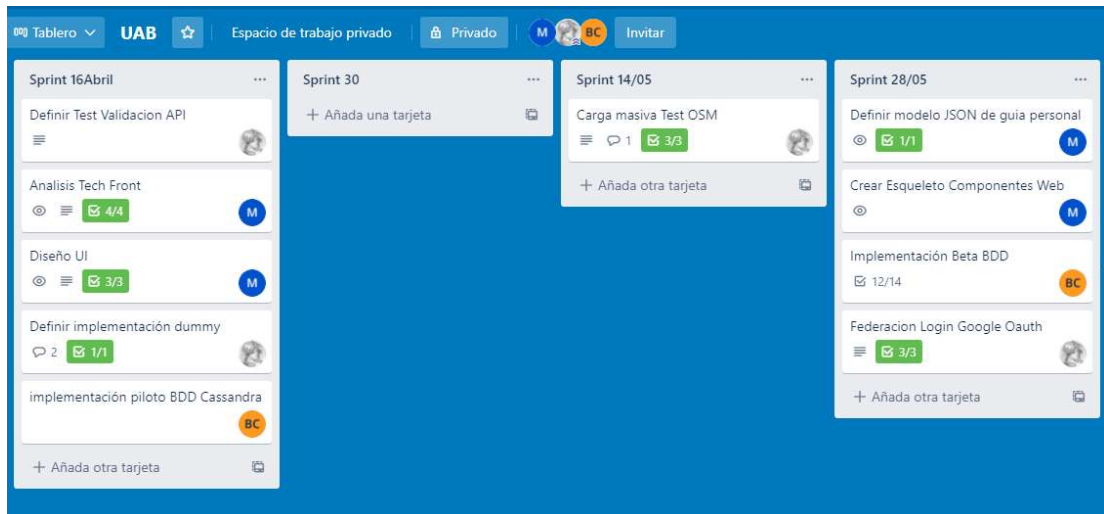 Tablero UAB Espacio de trabajo privado Privado M BC Invitar
Sprint 16Abril
Definir Test Validacion API
Analisis Tech Front
4/4 M
Diseño UI
3/3 M
Definir implementación dummy
2 1/1
implementación piloto BDD Cassandra
BC
+ Añada otra tarjeta
Sprint 30
+ Añada una tarjeta
Sprint 14/05
Carga masiva Test OSM
1 3/3
+ Añada otra tarjeta
Sprint 28/05
Definir modelo JSON de guia personal
1/1 M
Crear Esqueleto Componentes Web
M
Implementación Beta BDD
12/14 BC
Federacion Login Google Oauth
3/3
+ Añada otra tarjeta